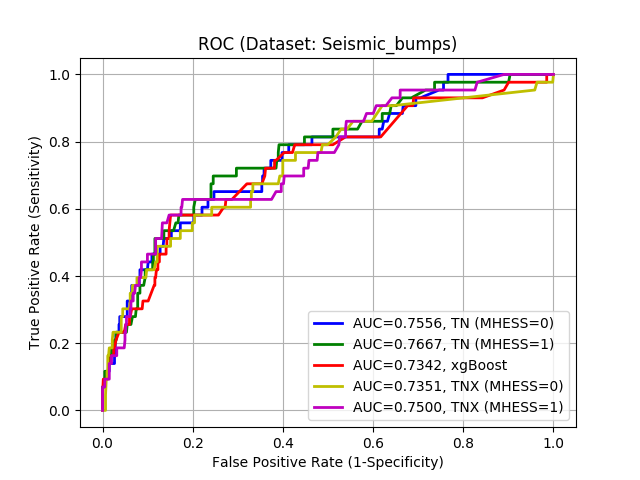 ROC (Dataset: Seismic_bumps)
True Positive Rate (Sensitivity)
1.0
0.8
0.6
0.4
0.2
0.0
AUC=0.7556, TN (MHESS=0)
AUC=0.7667, TN (MHESS=1)
AUC=0.7342, xgBoost
AUC=0.7351, TNX (MHESS=0)
AUC=0.7500, TNX (MHESS=1)
0.0 0.2 0.4 0.6 0.8 1.0
False Positive Rate (1-Specificity)